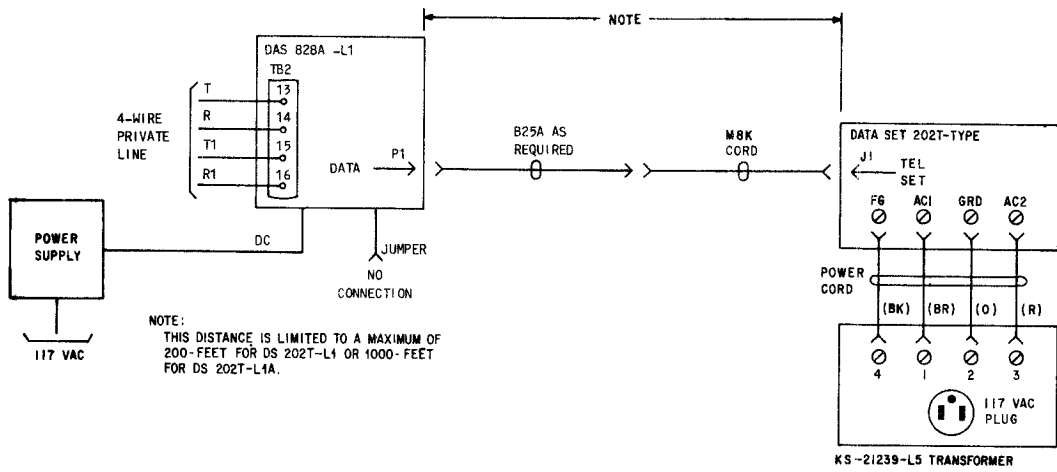 NOTE
DAS 828A -L1
TB2
T 13
R 14
T1 15
R1 16
4-WIRE
PRIVATE
LINE
DATA
P1
B25A AS
REQUIRED
M8K
CORD
DATA SET 202T-TYPE
J1
TEL
SET
FG AC1 GRD AC2
POWER
SUPPLY
DC
JUMPER
NO
CONNECTION
117 VAC
NOTE:
THIS DISTANCE IS LIMITED TO A MAXIMUM OF
200-FEET FOR DS 202T-L1 OR 1000-FEET
FOR DS 202T-L1A.
POWER
CORD
(BK) (BR) (O) (R)
4 1 2 3
117 VAC
PLUG
KS-21239-L5 TRANSFORMER